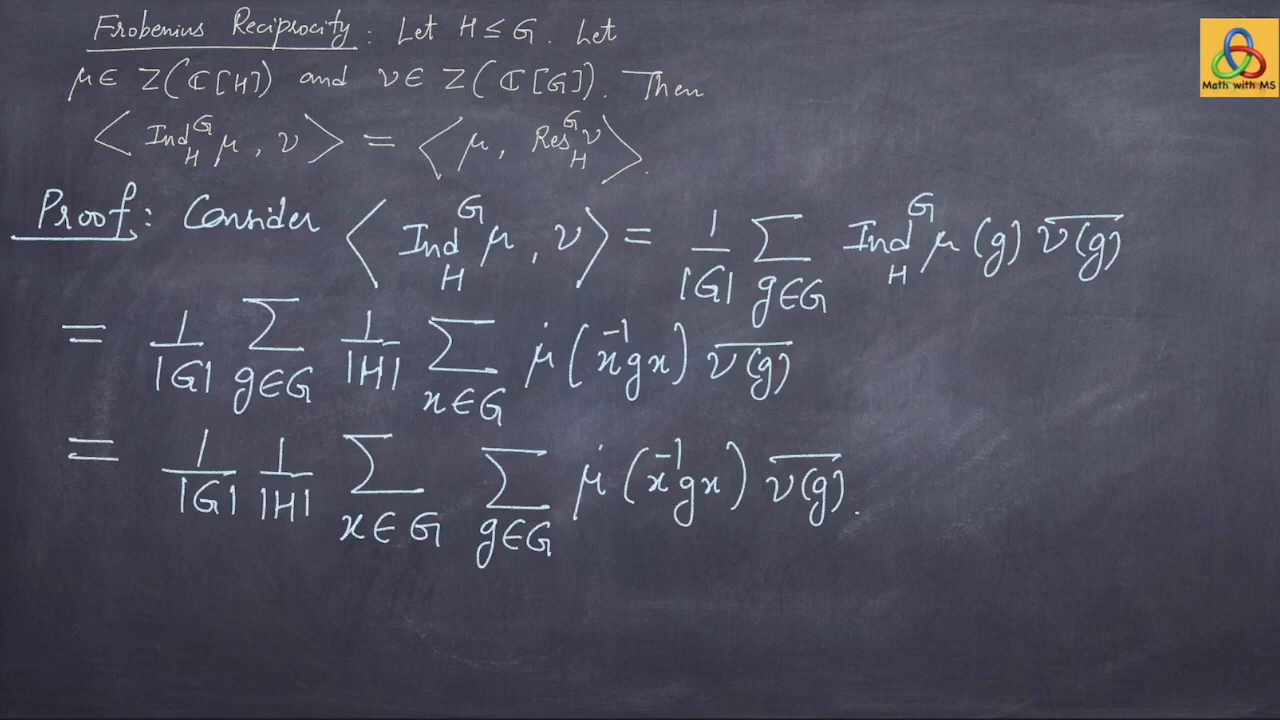 Frobenius Reciprocity : Let H ≤ G. Let
μ ∈ Z(ℂ[H]) and ν ∈ Z(ℂ[G]). Then
⟨Ind_H^G μ, ν⟩ = ⟨μ, Res_H^G ν⟩.
Proof: Consider ⟨Ind_H^G μ, ν⟩ = 1/|G| ∑_{g∈G} Ind_H^G μ(g) \overline{ν(g)}
= 1/|G| ∑_{g∈G} 1/|H| ∑_{x∈G} μ̇(x⁻¹gx) \overline{ν(g)}
= 1/|G| 1/|H| ∑_{x∈G} ∑_{g∈G} μ̇(x⁻¹gx) \overline{ν(g)}.
Math with MS